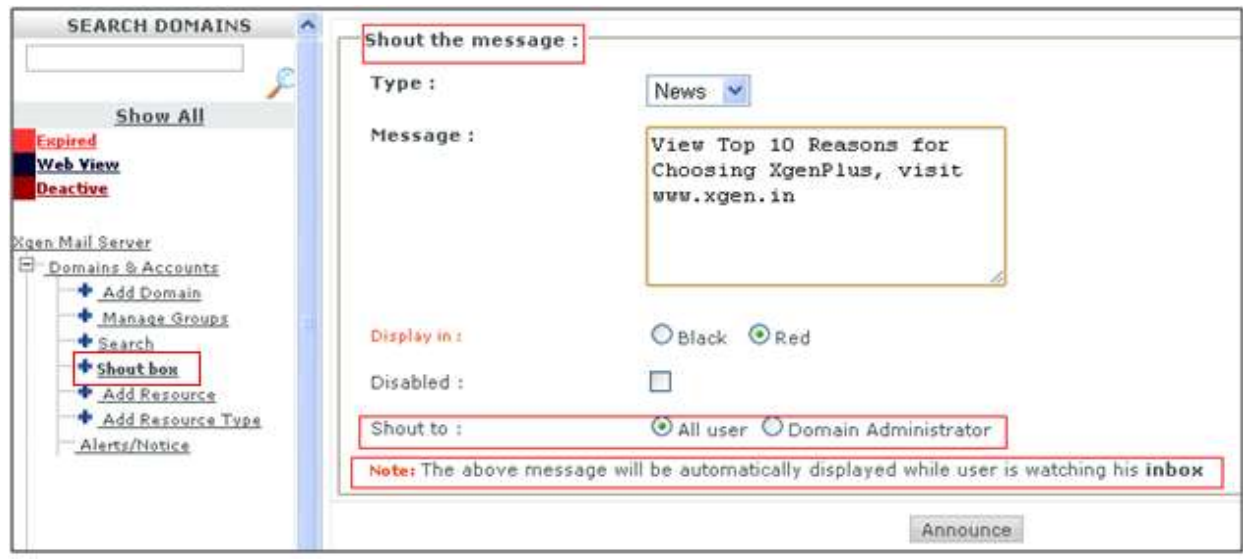 SEARCH DOMAINS
Show All
Expired
Web View
Deactive
Xgen Mail Server
Domains & Accounts
Add Domain
Manage Groups
Search
Shout box
Add Resource
Add Resource Type
Alerts/Notice
Shout the message :
Type :
News
Message :
View Top 10 Reasons for
Choosing XgenPlus, visit
www.xgen.in
Display in :
Black Red
Disabled :
Shout to :
All user Domain Administrator
Note: The above message will be automatically displayed while user is watching his inbox
Announce